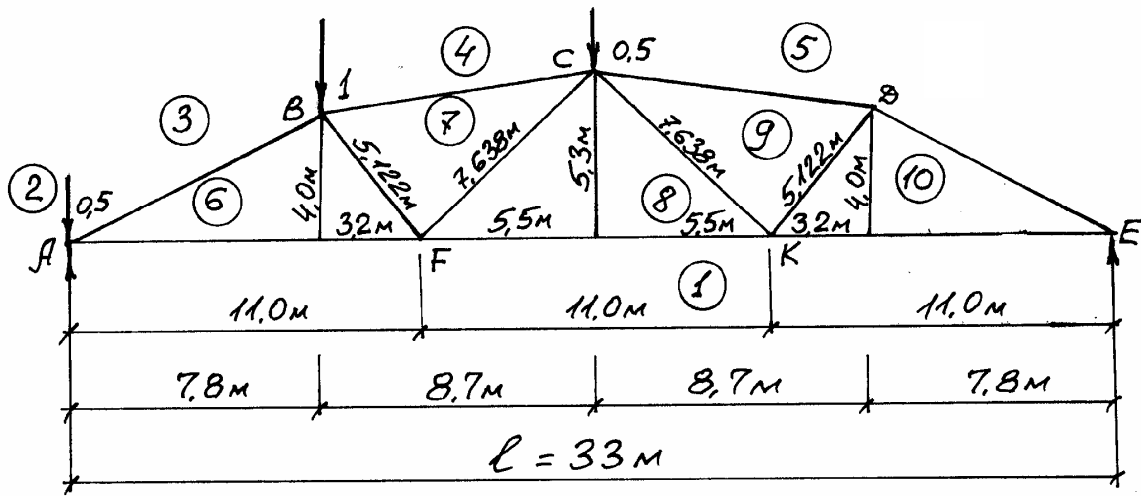 4
C
0,5
5
3
B
1
7
9
D
5,122м
7,638м
5,3м
7,638м
5,122м
2
0,5
6
4,0м
8
4,0м
10
A
3,2м
F
5,5м
5,5м
K
3,2м
E
1
11,0м
11,0м
11,0м
7,8м
8,7м
8,7м
7,8м
ℓ = 33м